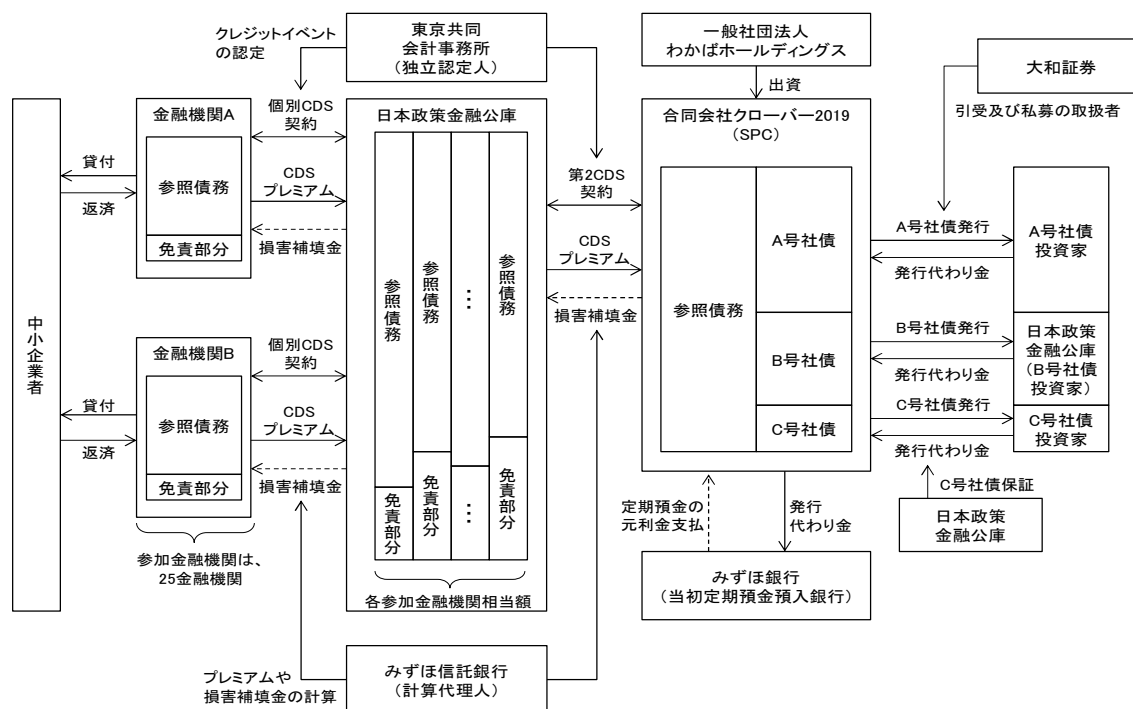 クレジットイベント
の認定
東京共同
会計事務所
（独立認定人）
一般社団法人
わかばホールディングス
大和証券
出資
引受及び私募の取扱者
中小企業者
貸付
返済
金融機関A
参照債務
免責部分
個別CDS
契約
CDS
プレミアム
損害補填金
金融機関B
参照債務
免責部分
貸付
返済
個別CDS
契約
CDS
プレミアム
損害補填金
参加金融機関は、
25金融機関
日本政策金融公庫
参照債務
参照債務
…
参照債務
免責部分
免責部分
…
免責部分
各参加金融機関相当額
第2CDS
契約
CDS
プレミアム
損害補填金
合同会社クローバー2019
(SPC)
参照債務
A号社債
B号社債
C号社債
A号社債発行
発行代わり金
B号社債発行
発行代わり金
C号社債発行
発行代わり金
A号社債
投資家
日本政策
金融公庫
（B号社債
投資家）
C号社債
投資家
C号社債保証
日本政策
金融公庫
定期預金の
元利金支払
発行
代わり金
みずほ銀行
（当初定期預金預入銀行）
プレミアムや
損害補填金の計算
みずほ信託銀行
（計算代理人）